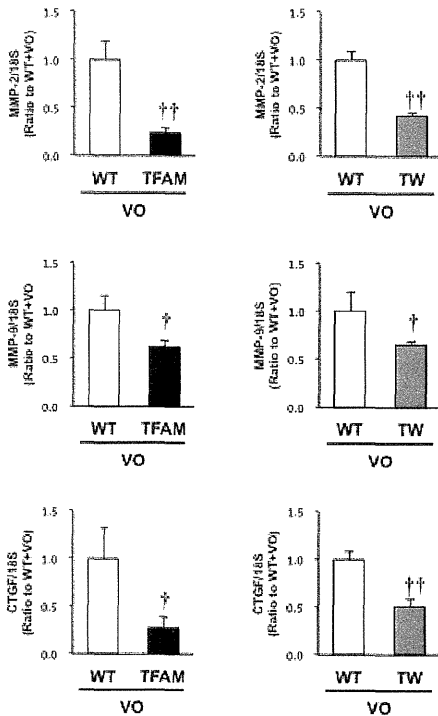 MMP-2/18S
(Ratio to WT+VO)
1.5
1.0
0.5
0.0
††
WT TFAM
VO
MMP-2/18S
(Ratio to WT+VO)
1.5
1.0
0.5
0.0
††
WT TW
VO
MMP-9/18S
(Ratio to WT+VO
1.5
1.0
0.5
0.0
†
WT TFAM
VO
MMP-9/18S
(Ratio to WT+VO)
1.5
1.0
0.5
0.0
†
WT TW
VO
CTGF/18S
(Ratio to WT+VO)
1.5
1.0
0.5
0.0
†
WT TFAM
VO
CTGF/18S
(Ratio to WT+VO)
1.5
1.0
0.5
0.0
††
WT TW
VO